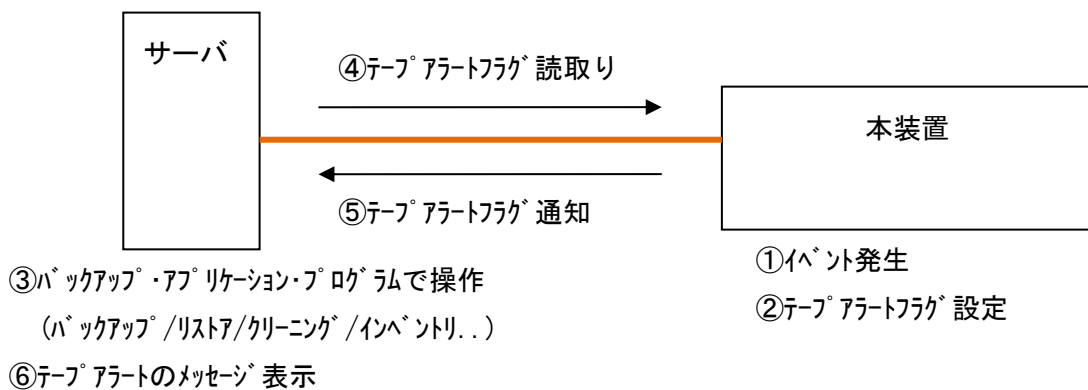 サーバ
④ﾃｰﾌﾟｱﾗｰﾄﾌﾗｸﾞ読取り
本装置
⑤ﾃｰﾌﾟｱﾗｰﾄﾌﾗｸﾞ通知
①ｲﾍﾞﾝﾄ発生
③ﾊﾞｯｸｱｯﾌﾟ･ｱﾌﾟﾘｹｰｼｮﾝ･ﾌﾟﾛｸﾞﾗﾑで操作
②ﾃｰﾌﾟｱﾗｰﾄﾌﾗｸﾞ設定
(ﾊﾞｯｸｱｯﾌﾟ/ﾘｽﾄｱ/ｸﾘｰﾆﾝｸﾞ/ｲﾝﾍﾞﾝﾄﾘ..)
⑥ﾃｰﾌﾟｱﾗｰﾄのﾒｯｾｰｼﾞ表示